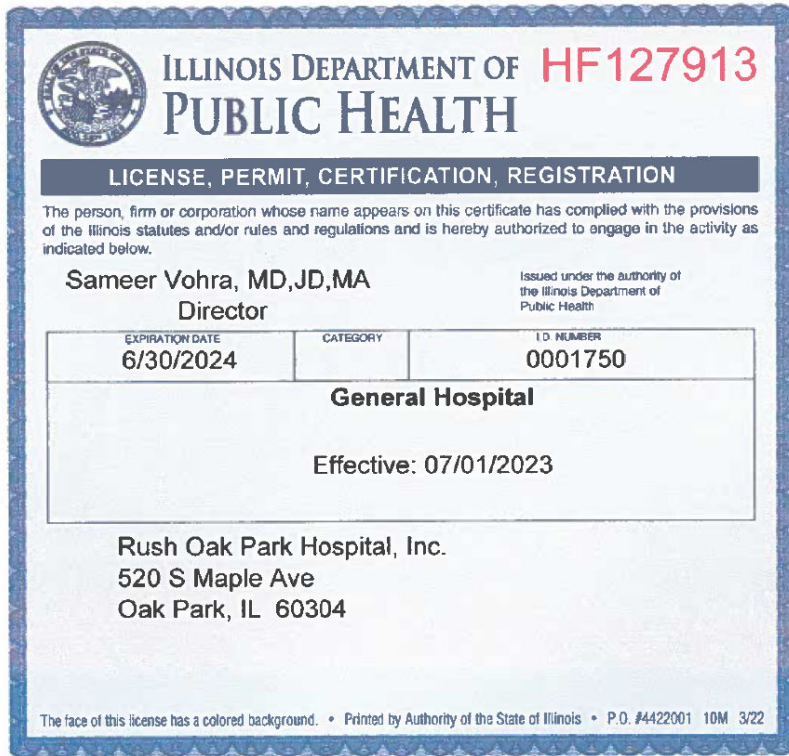 ILLINOIS DEPARTMENT OF
PUBLIC HEALTH
HF127913
LICENSE, PERMIT, CERTIFICATION, REGISTRATION
The person, firm or corporation whose name appears on this certificate has complied with the provisions
of the Illinois statutes and/or rules and regulations and is hereby authorized to engage in the activity as
indicated below.
Sameer Vohra, MD,JD,MA
Director
Issued under the authority of
the Illinois Department of
Public Health
EXPIRATION DATE
6/30/2024
CATEGORY
I.D. NUMBER
0001750
General Hospital
Effective: 07/01/2023
Rush Oak Park Hospital, Inc.
520 S Maple Ave
Oak Park, IL 60304
The face of this license has a colored background. • Printed by Authority of the State of Illinois • P.O. #4422001 10M 3/22